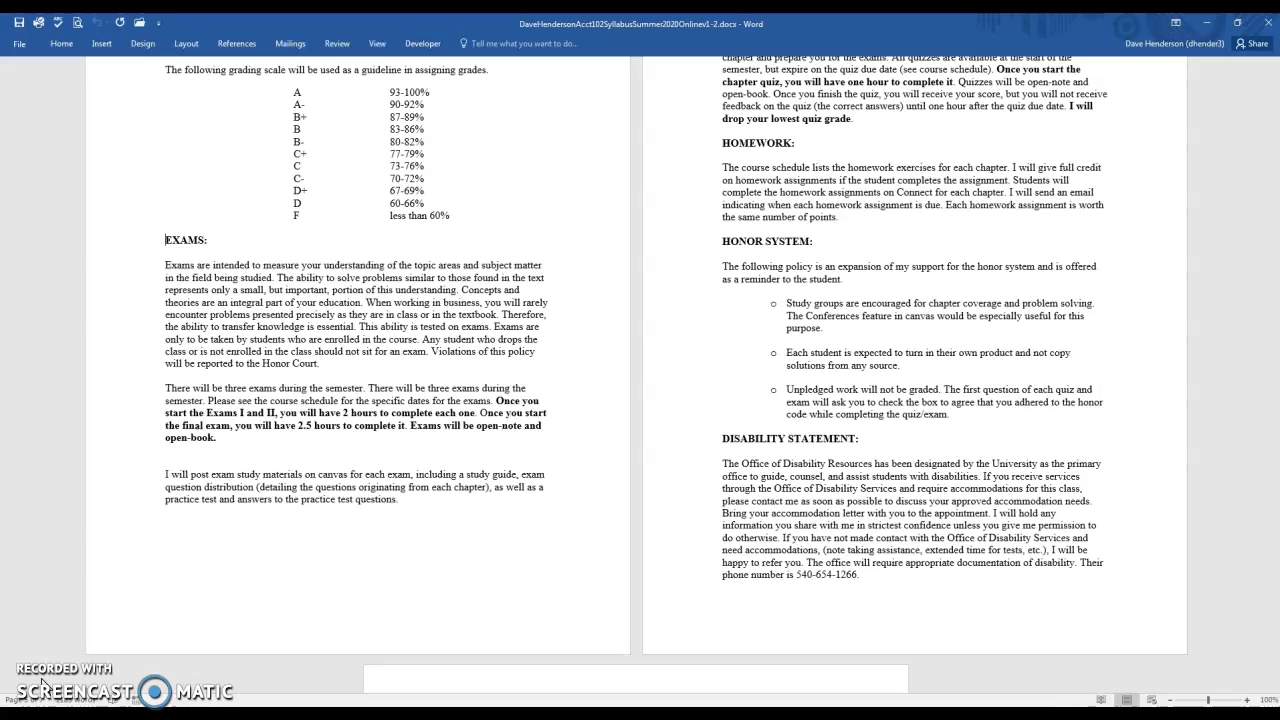 DaveHendersonAcct102SyllabusSummer2020Onlinev1-2.docx - Word
File Home Insert Design Layout References Mailings Review View Developer Tell me what you want to do... Dave Henderson (dhender3) Share
The following grading scale will be used as a guideline in assigning grades.
A 93-100%
A- 90-92%
B+ 87-89%
B 83-86%
B- 80-82%
C+ 77-79%
C 73-76%
C- 70-72%
D+ 67-69%
D 60-66%
F less than 60%
EXAMS:
Exams are intended to measure your understanding of the topic areas and subject matter
in the field being studied. The ability to solve problems similar to those found in the text
represents only a small, but important, portion of this understanding. Concepts and
theories are an integral part of your education. When working in business, you will rarely
encounter problems presented precisely as they are in class or in the textbook. Therefore,
the ability to transfer knowledge is essential. This ability is tested on exams. Exams are
only to be taken by students who are enrolled in the course. Any student who drops the
class or is not enrolled in the class should not sit for an exam. Violations of this policy
will be reported to the Honor Court.
There will be three exams during the semester. There will be three exams during the
semester. Please see the course schedule for the specific dates for the exams. Once you
start the Exams I and II, you will have 2 hours to complete each one. Once you start
the final exam, you will have 2.5 hours to complete it. Exams will be open-note and
open-book.
I will post exam study materials on canvas for each exam, including a study guide, exam
question distribution (detailing the questions originating from each chapter), as well as a
practice test and answers to the practice test questions.
chapter and prepare you for the exams. All quizzes are available at the start of the
semester, but expire on the quiz due date (see course schedule). Once you start the
chapter quiz, you will have one hour to complete it. Quizzes will be open-note and
open-book. Once you finish the quiz, you will receive your score, but you will not receive
feedback on the quiz (the correct answers) until one hour after the quiz due date. I will
drop your lowest quiz grade.
HOMEWORK:
The course schedule lists the homework exercises for each chapter. I will give full credit
on homework assignments if the student completes the assignment. Students will
complete the homework assignments on Connect for each chapter. I will send an email
indicating when each homework assignment is due. Each homework assignment is worth
the same number of points.
HONOR SYSTEM:
The following policy is an expansion of my support for the honor system and is offered
as a reminder to the student.
o Study groups are encouraged for chapter coverage and problem solving.
The Conferences feature in canvas would be especially useful for this
purpose.
o Each student is expected to turn in their own product and not copy
solutions from any source.
o Unpledged work will not be graded. The first question of each quiz and
exam will ask you to check the box to agree that you adhered to the honor
code while completing the quiz/exam.
DISABILITY STATEMENT:
The Office of Disability Resources has been designated by the University as the primary
office to guide, counsel, and assist students with disabilities. If you receive services
through the Office of Disability Services and require accommodations for this class,
please contact me as soon as possible to discuss your approved accommodation needs.
Bring your accommodation letter with you to the appointment. I will hold any
information you share with me in strictest confidence unless you give me permission to
do otherwise. If you have not made contact with the Office of Disability Services and
need accommodations, (note taking assistance, extended time for tests, etc.), I will be
happy to refer you. The office will require appropriate documentation of disability. Their
phone number is 540-654-1266.
RECORDED WITH
SCREENCAST MATIC
100%